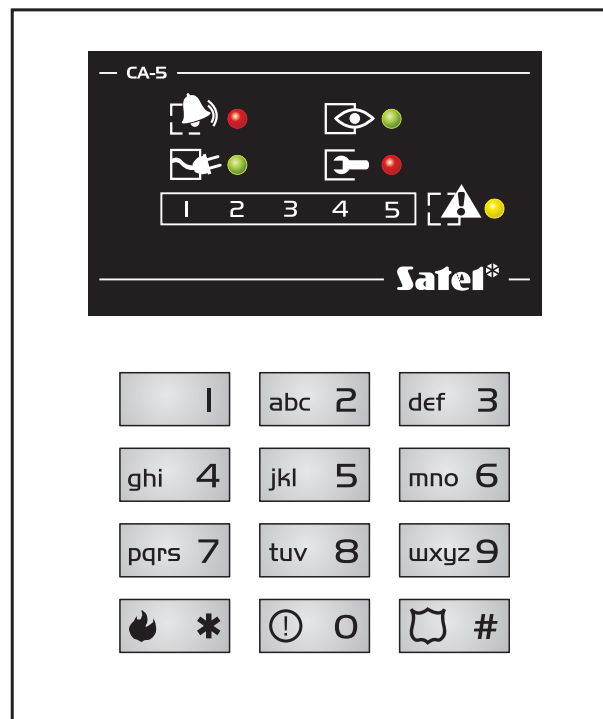 CA-5
1 2 3 4 5
Satel
1 abc 2 def 3
ghi 4 jkl 5 mno 6
pqrs 7 tuv 8 wxyz 9
* 0 #